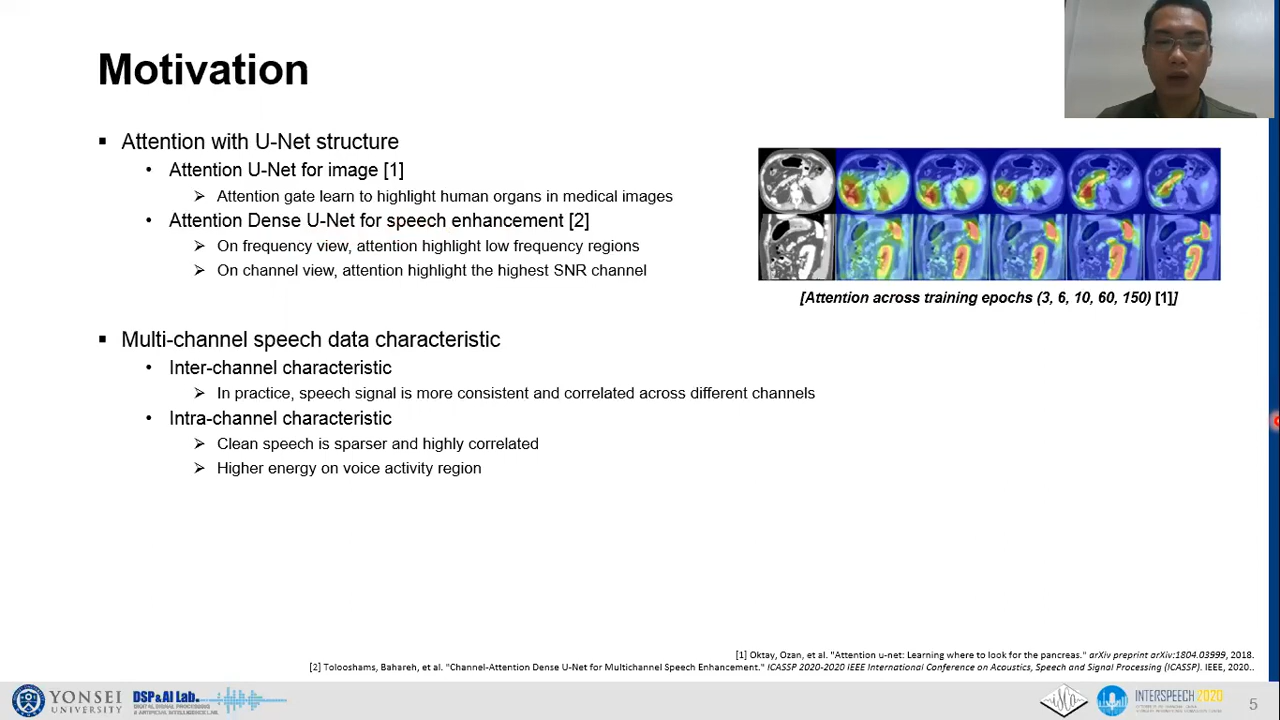 Motivation
▪ Attention with U-Net structure
• Attention U-Net for image [1]
➢ Attention gate learn to highlight human organs in medical images
• Attention Dense U-Net for speech enhancement [2]
➢ On frequency view, attention highlight low frequency regions
➢ On channel view, attention highlight the highest SNR channel
[Attention across training epochs (3, 6, 10, 60, 150) [1]]
▪ Multi-channel speech data characteristic
• Inter-channel characteristic
➢ In practice, speech signal is more consistent and correlated across different channels
• Intra-channel characteristic
➢ Clean speech is sparser and highly correlated
➢ Higher energy on voice activity region
[1] Oktay, Ozan, et al. "Attention u-net: Learning where to look for the pancreas." arXiv preprint arXiv:1804.03999, 2018.
[2] Tolooshams, Bahareh, et al. "Channel-Attention Dense U-Net for Multichannel Speech Enhancement." ICASSP 2020-2020 IEEE International Conference on Acoustics, Speech and Signal Processing (ICASSP). IEEE, 2020..
YONSEI
UNIVERSITY
DSP&AI Lab.
DIGITAL SIGNAL PROCESSING
& ARTIFICIAL INTELLIGENCE LAB.
INTERSPEECH 2020
5